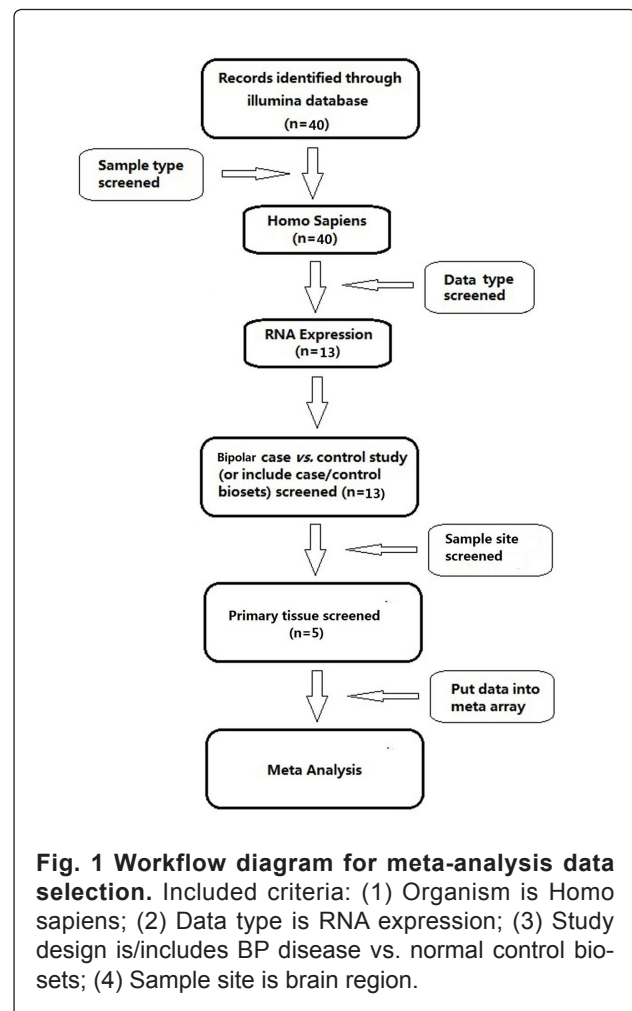 Records identified through
illumina database
(n=40)
Sample type
screened
Homo Sapiens
(n=40)
Data type
screened
RNA Expression
(n=13)
Bipolar case vs. control study
(or include case/control
biosets) screened (n=13)
Sample site
screened
Primary tissue screened
(n=5)
Put data into
meta array
Meta Analysis
Fig. 1 Workflow diagram for meta-analysis data
selection. Included criteria: (1) Organism is Homo
sapiens; (2) Data type is RNA expression; (3) Study
design is/includes BP disease vs. normal control bio-
sets; (4) Sample site is brain region.